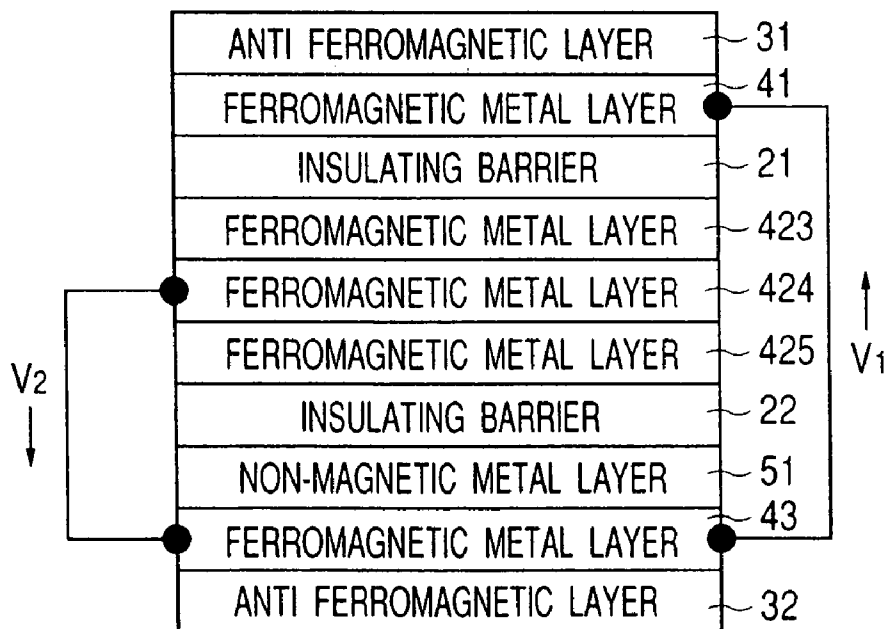 ANTI FERROMAGNETIC LAYER 31
FERROMAGNETIC METAL LAYER 41
INSULATING BARRIER 21
FERROMAGNETIC METAL LAYER 423
FERROMAGNETIC METAL LAYER 424
FERROMAGNETIC METAL LAYER 425
V1
V2
INSULATING BARRIER 22
NON-MAGNETIC METAL LAYER 51
FERROMAGNETIC METAL LAYER 43
ANTI FERROMAGNETIC LAYER 32